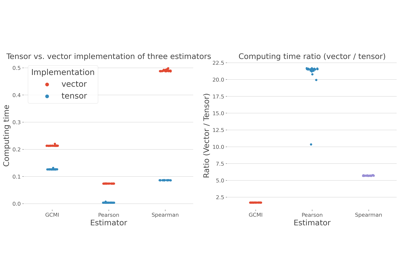 Tensor vs. vector implementation of three estimators
Computing time ratio (vector / tensor)
Implementation
vector
tensor
Computing time
0.5
0.4
0.3
0.2
0.1
0.0
GCMI
Pearson
Spearman
Estimator
Ratio (Vector / Tensor)
22.5
20.0
17.5
15.0
12.5
10.0
7.5
5.0
2.5
GCMI
Pearson
Spearman
Estimator